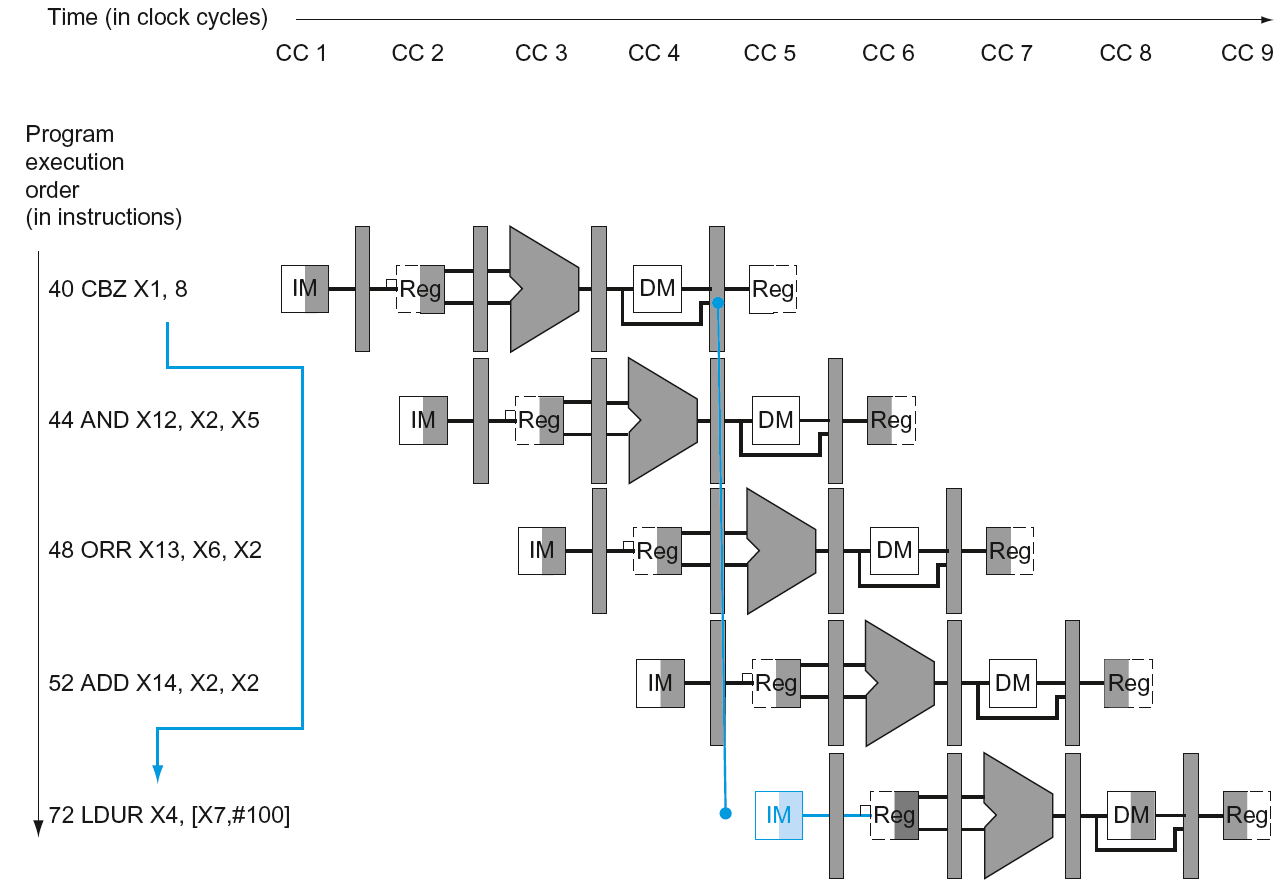 Time (in clock cycles)
CC 1 CC 2 CC 3 CC 4 CC 5 CC 6 CC 7 CC 8 CC 9
Program
execution
order
(in instructions)
40 CBZ X1, 8
IM Reg DM Reg
44 AND X12, X2, X5
IM Reg DM Reg
48 ORR X13, X6, X2
IM Reg DM Reg
52 ADD X14, X2, X2
IM Reg DM Reg
72 LDUR X4, [X7,#100]
IM Reg DM Reg